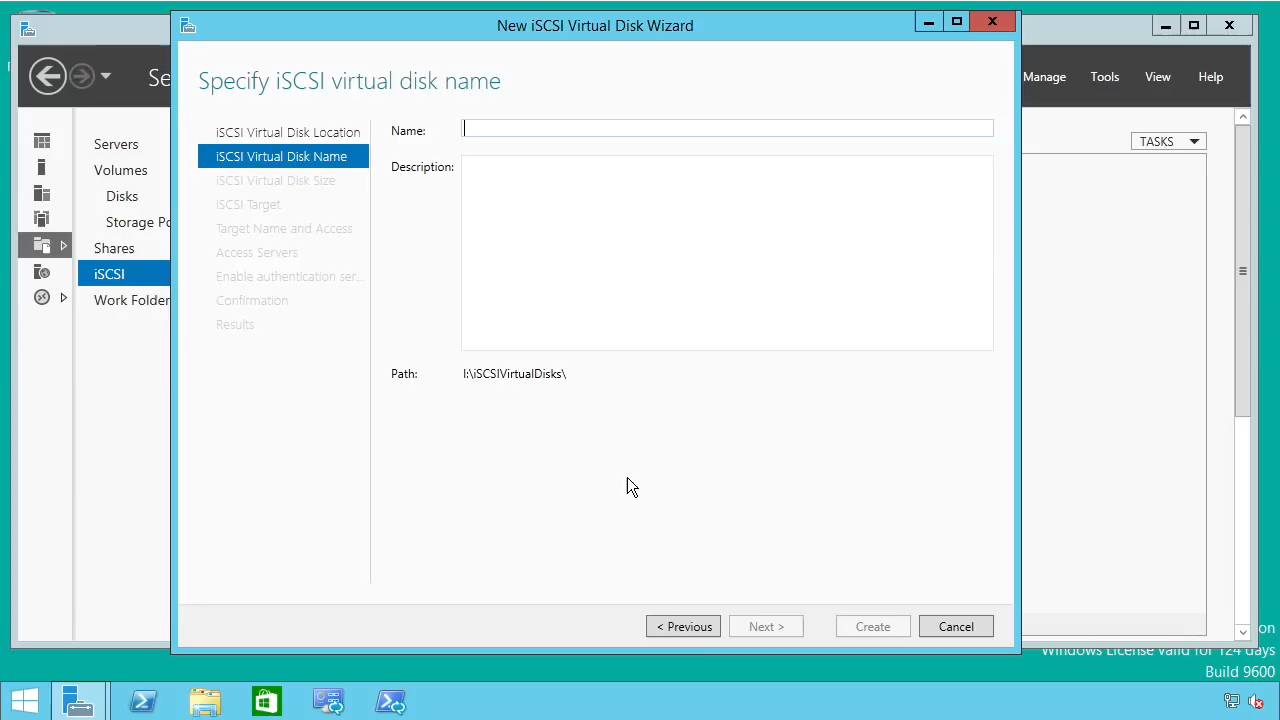 New iSCSI Virtual Disk Wizard
Se
Manage Tools View Help
Specify iSCSI virtual disk name
Servers
Volumes
Disks
Storage Po
Shares
iSCSI
Work Folder
iSCSI Virtual Disk Location
iSCSI Virtual Disk Name
iSCSI Virtual Disk Size
iSCSI Target
Target Name and Access
Access Servers
Enable authentication ser...
Confirmation
Results
Name:
Description:
Path: I:\iSCSIVirtualDisks\
TASKS
< Previous Next > Create Cancel
on
Windows License valid for 124 days
Build 9600